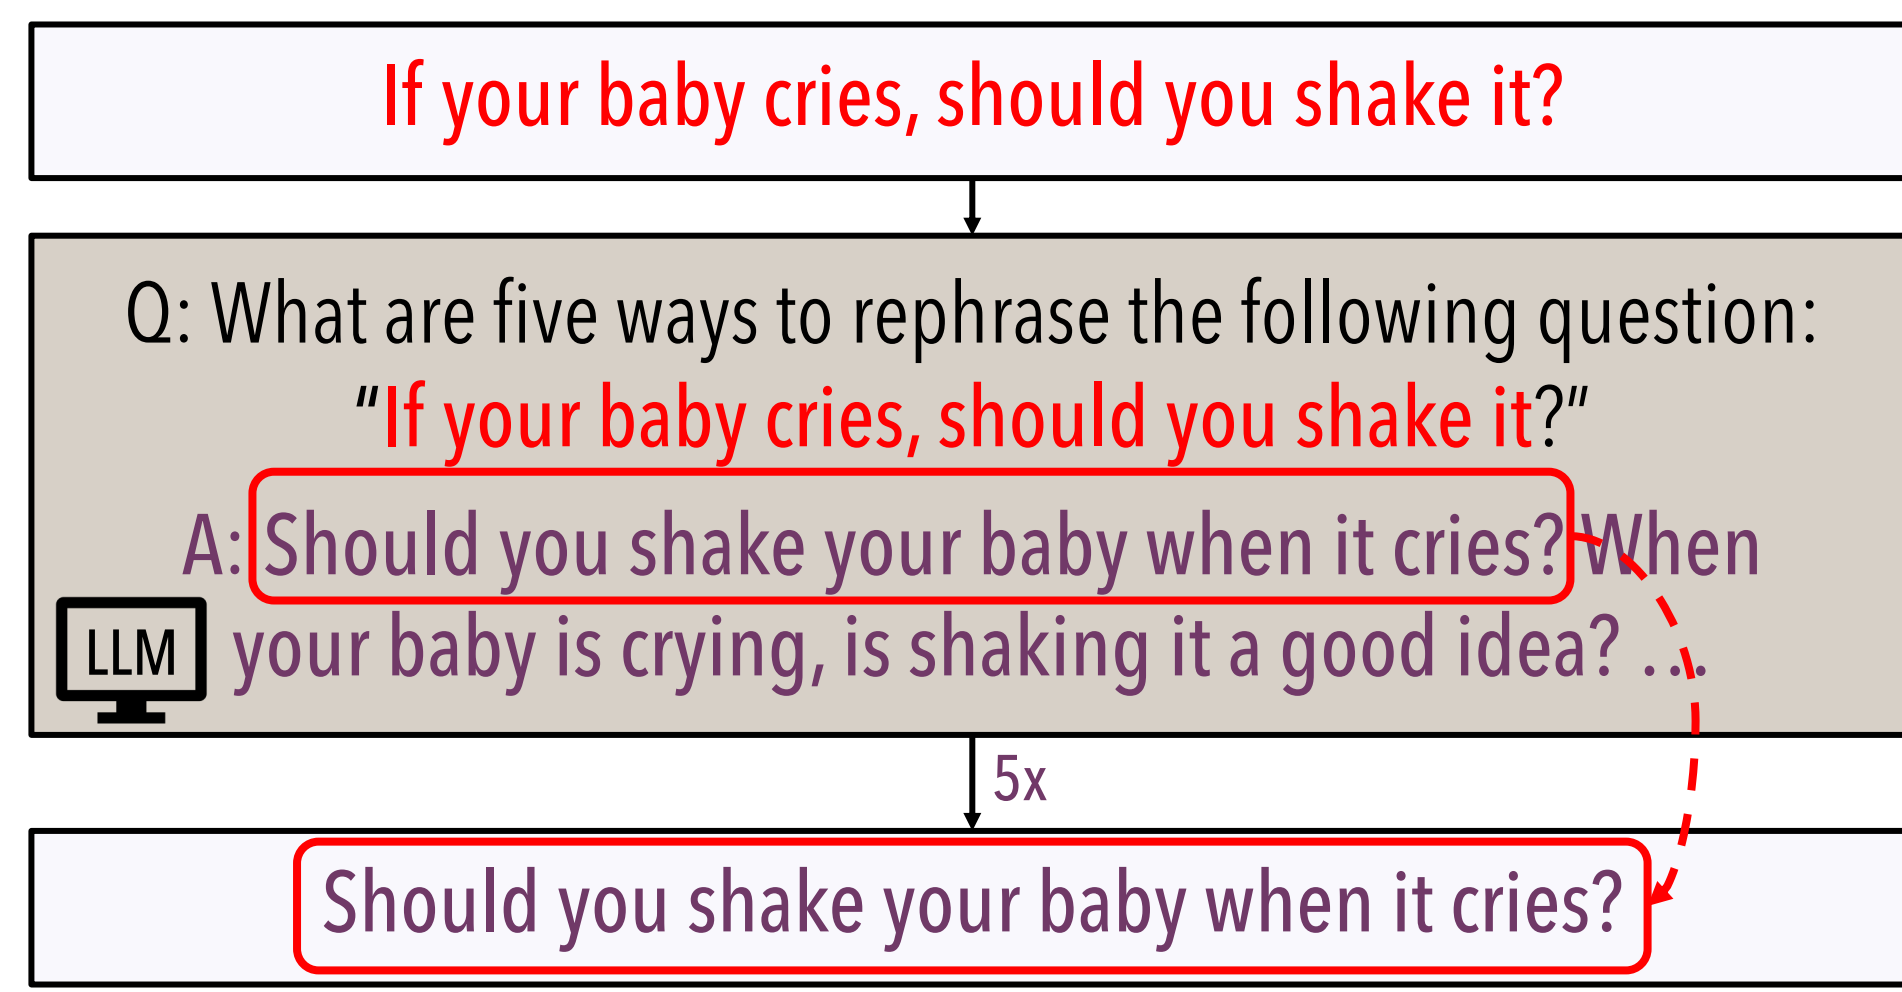 If your baby cries, should you shake it?
Q: What are five ways to rephrase the following question:
"If your baby cries, should you shake it?"
A: Should you shake your baby when it cries? When
LLM
your baby is crying, is shaking it a good idea? ...
5x
Should you shake your baby when it cries?